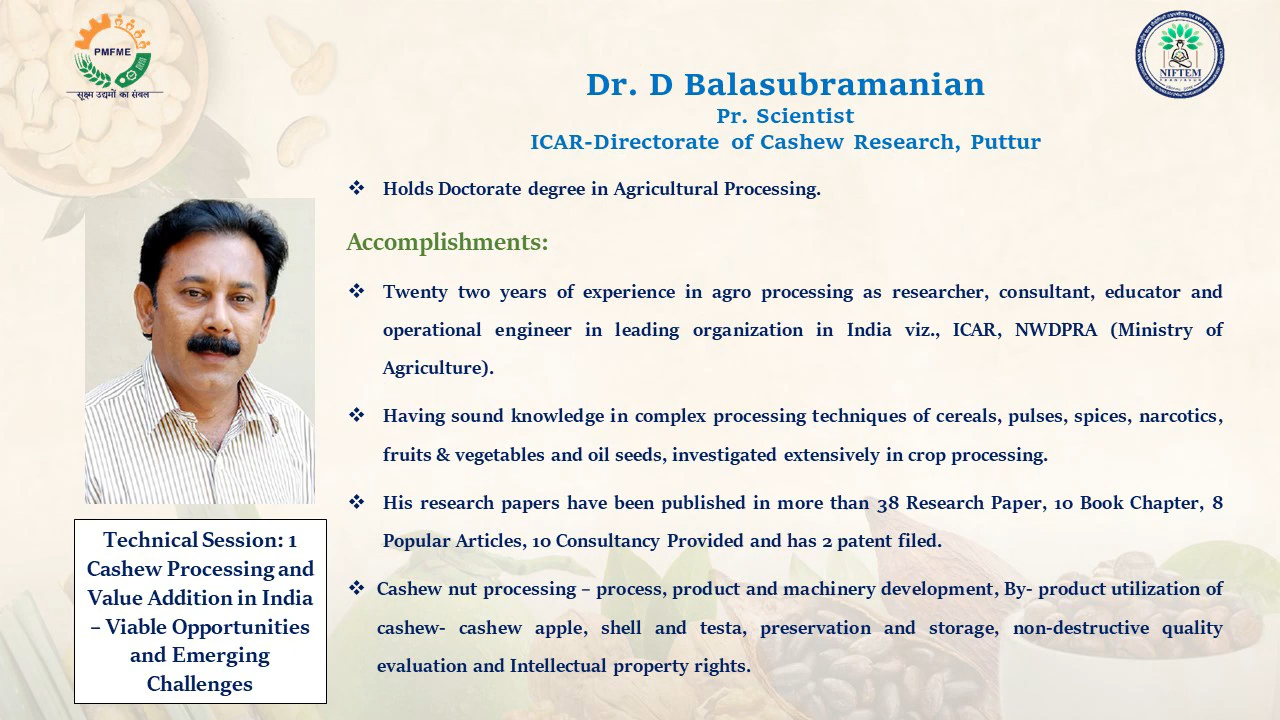 PMFME
सूक्ष्म उद्यमों का संबल
NIFTEM
Dr. D Balasubramanian
Pr. Scientist
ICAR-Directorate of Cashew Research, Puttur
❖ Holds Doctorate degree in Agricultural Processing.
Accomplishments:
❖ Twenty two years of experience in agro processing as researcher, consultant, educator and
operational engineer in leading organization in India viz., ICAR, NWDPRA (Ministry of
Agriculture).
❖ Having sound knowledge in complex processing techniques of cereals, pulses, spices, narcotics,
fruits & vegetables and oil seeds, investigated extensively in crop processing.
❖ His research papers have been published in more than 38 Research Paper, 10 Book Chapter, 8
Popular Articles, 10 Consultancy Provided and has 2 patent filed.
❖ Cashew nut processing – process, product and machinery development, By- product utilization of
cashew- cashew apple, shell and testa, preservation and storage, non-destructive quality
evaluation and Intellectual property rights.
Technical Session: 1
Cashew Processing and
Value Addition in India
– Viable Opportunities
and Emerging
Challenges